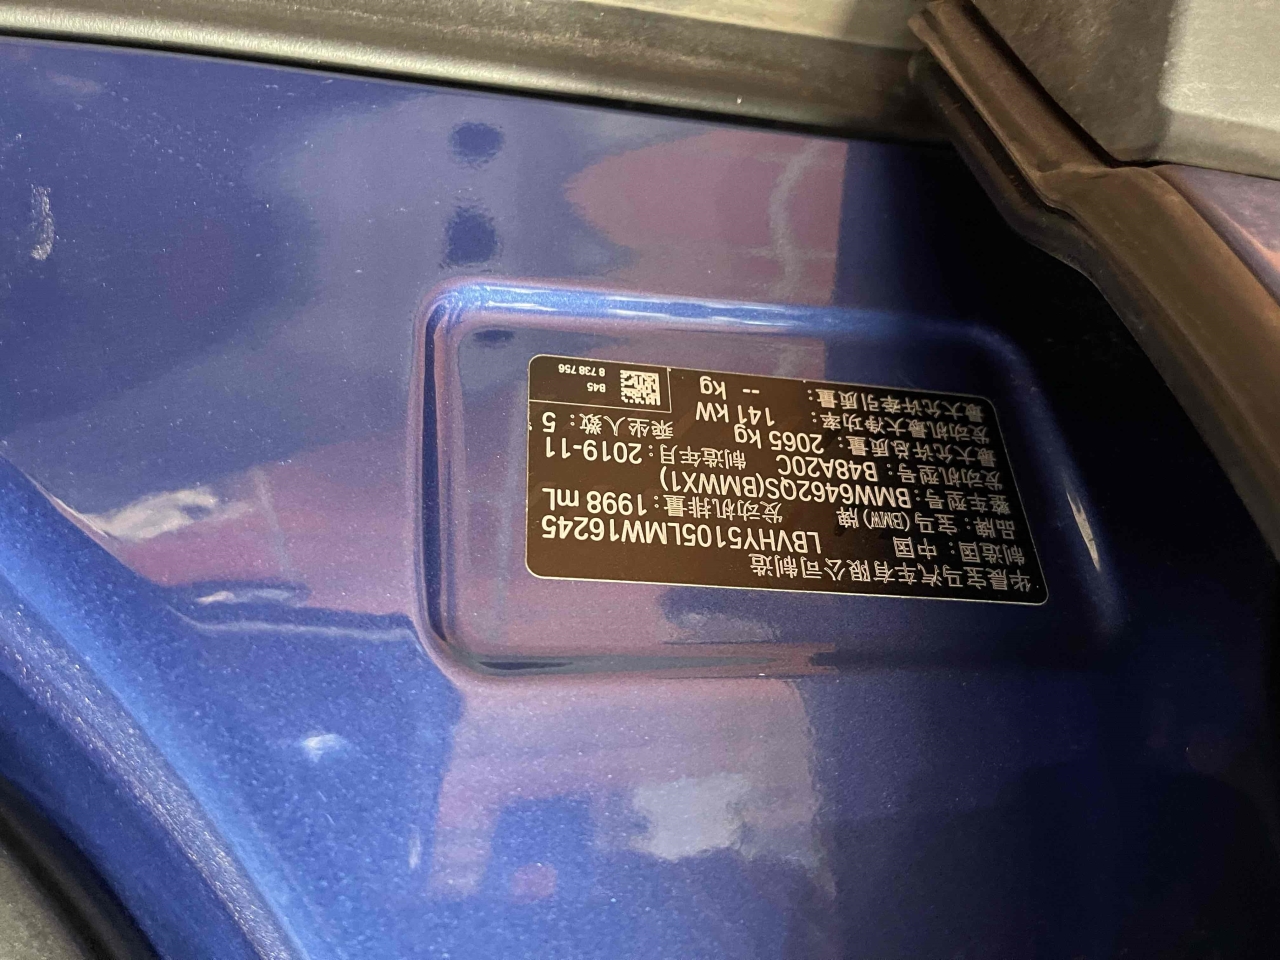 华晨宝马汽车有限公司制造
制造国：中国 LBVHY5105LMW16245
品牌：宝马(BMW)牌 发动机排量：1998 mL
整车型号：BMW6462QS(BMWX1)
发动机型号：B48A20C 制造年月：2019-11
最大允许总质量：2065 kg 乘坐人数：5
发动机最大净功率：141 kW
最大允许牵引质量：-- kg
B45
8 738 756